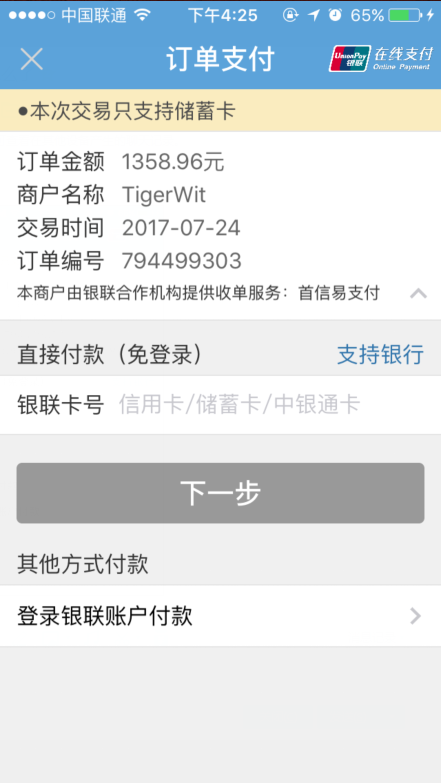 中国联通 下午4:25 65%
订单支付 UnionPay 银联 在线支付 Online Payment
●本次交易只支持储蓄卡
订单金额 1358.96元
商户名称 TigerWit
交易时间 2017-07-24
订单编号 794499303
本商户由银联合作机构提供收单服务：首信易支付
直接付款（免登录） 支持银行
银联卡号 信用卡/储蓄卡/中银通卡
下一步
其他方式付款
登录银联账户付款